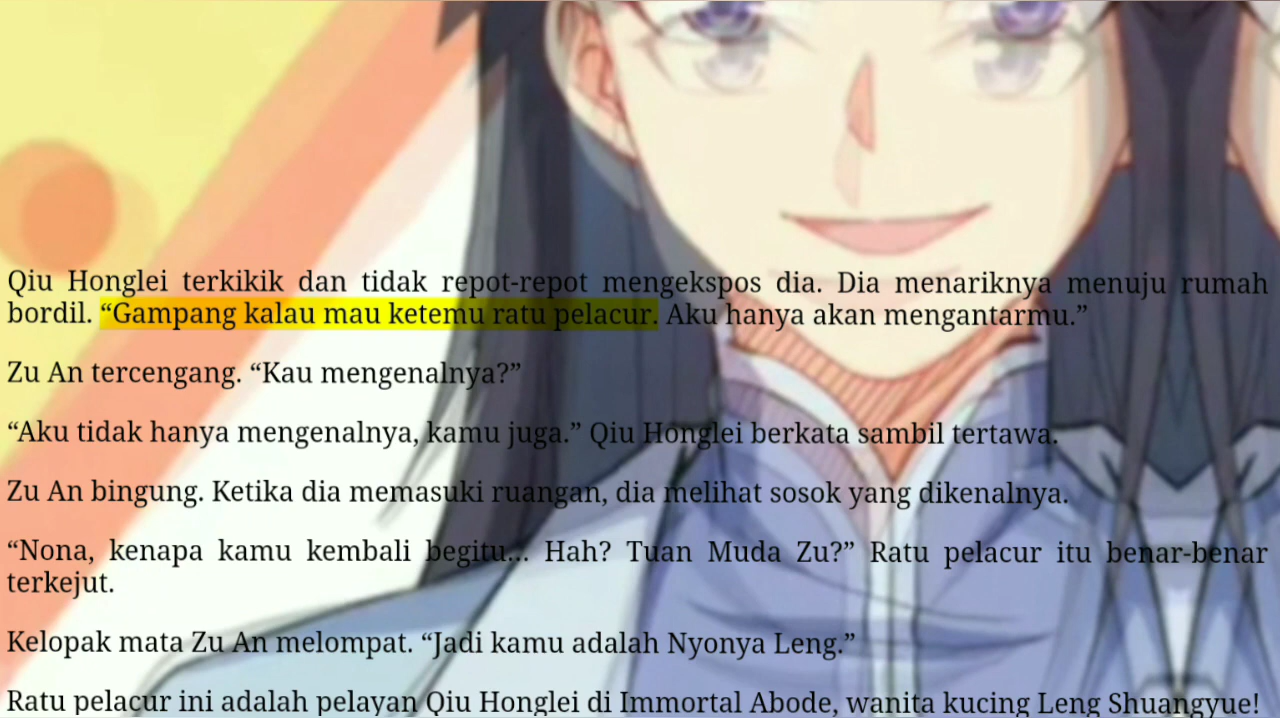 Qiu Honglei terkikik dan tidak repot-repot mengekspos dia. Dia menariknya menuju rumah
bordil. “Gampang kalau mau ketemu ratu pelacur. Aku hanya akan mengantarmu.”
Zu An tercengang. “Kau mengenalnya?”
“Aku tidak hanya mengenalnya, kamu juga.” Qiu Honglei berkata sambil tertawa.
Zu An bingung. Ketika dia memasuki ruangan, dia melihat sosok yang dikenalnya.
“Nona, kenapa kamu kembali begitu... Hah? Tuan Muda Zu?” Ratu pelacur itu benar-benar
terkejut.
Kelopak mata Zu An melompat. “Jadi kamu adalah Nyonya Leng.”
Ratu pelacur ini adalah pelayan Qiu Honglei di Immortal Abode, wanita kucing Leng Shuangyue!